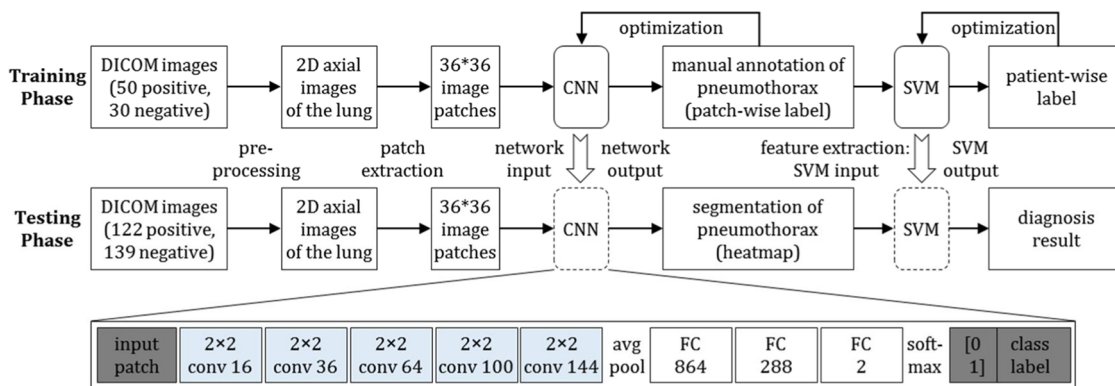 optimization
optimization
Training
Phase
DICOM images
(50 positive,
30 negative)
2D axial
images
of the lung
36*36
image
patches
CNN
manual annotation of
pneumothorax
(patch-wise label)
SVM
patient-wise
label
pre-
processing
patch
extraction
network
input
network
output
feature extraction:
SVM input
SVM
output
Testing
Phase
DICOM images
(122 positive,
139 negative)
2D axial
images
of the lung
36*36
image
patches
CNN
segmentation of
pneumothorax
(heatmap)
SVM
diagnosis
result
input
patch
2×2
conv 16
2×2
conv 36
2×2
conv 64
2×2
conv 100
2×2
conv 144
avg
pool
FC
864
FC
288
FC
2
soft-
max
[0
1]
class
label